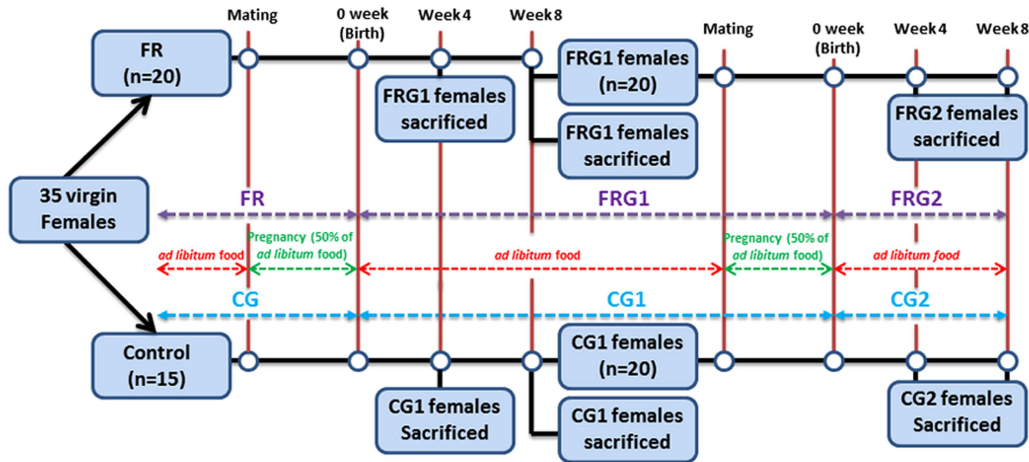 Mating
0 week
(Birth)
Week 4
Week 8
Mating
0 week
(Birth)
Week 4
Week 8
FR
(n=20)
FRG1 females
(n=20)
FRG1 females
sacrificed
FRG1 females
sacrificed
FRG2 females
sacrificed
35 virgin
Females
FR
FRG1
FRG2
ad libitum food
Pregnancy (50% of
ad libitum food)
ad libitum food
Pregnancy (50% of
ad libitum food)
ad libitum food
CG
CG1
CG2
Control
(n=15)
CG1 females
(n=20)
CG1 females
Sacrificed
CG1 females
sacrificed
CG2 females
Sacrificed